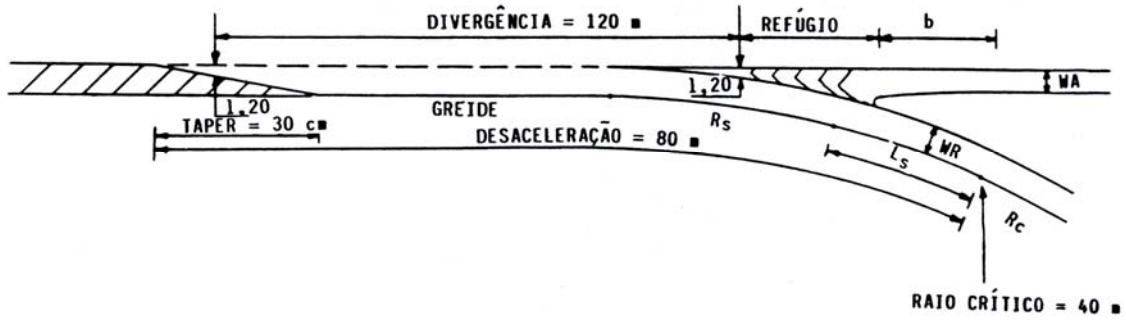 DIVERGÊNCIA = 120 m
REFÚGIO
b
1,20
TAPER = 30 cm
GREIDE
DESACELERAÇÃO = 80 m
Rs
1,20
WA
WR
Ls
Rc
RAIO CRÍTICO = 40 m